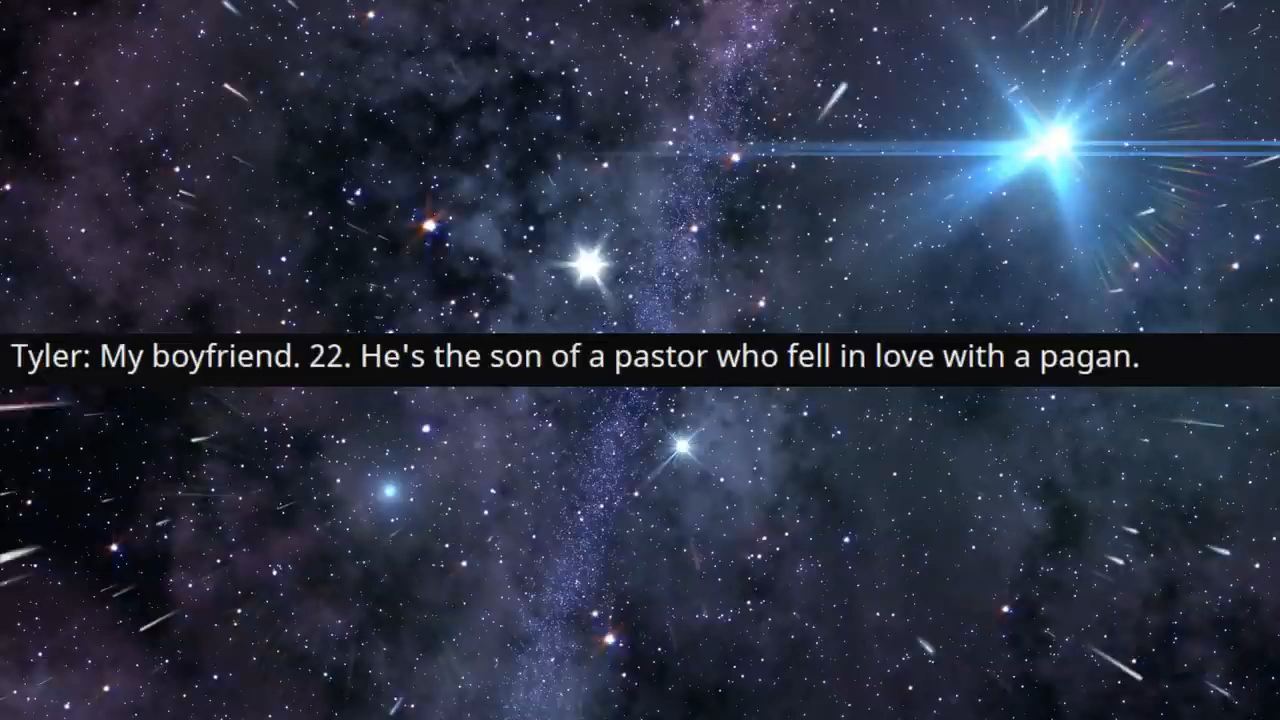 Tyler: My boyfriend. 22. He's the son of a pastor who fell in love with a pagan.